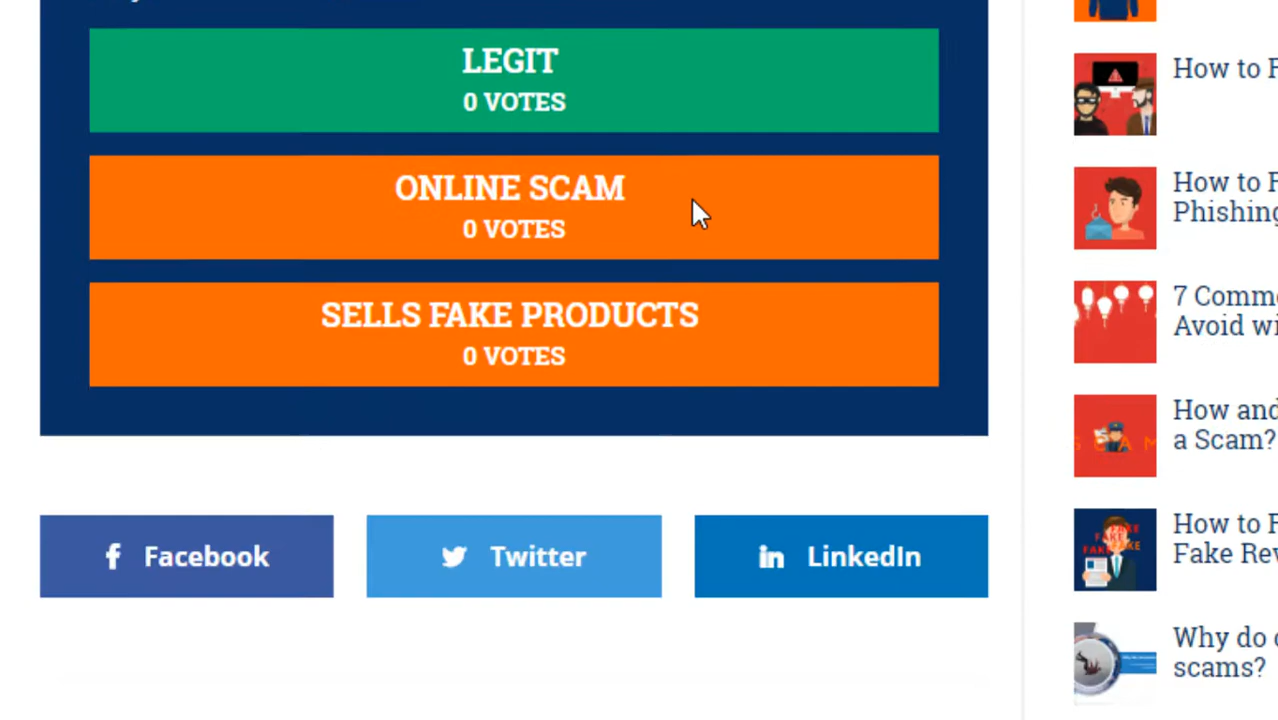 LEGIT
0 VOTES
ONLINE SCAM
0 VOTES
SELLS FAKE PRODUCTS
0 VOTES
Facebook
Twitter
LinkedIn
How to F
How to F
Phishing
7 Comm
Avoid wi
How and
a Scam?
How to F
Fake Rev
Why do
scams?